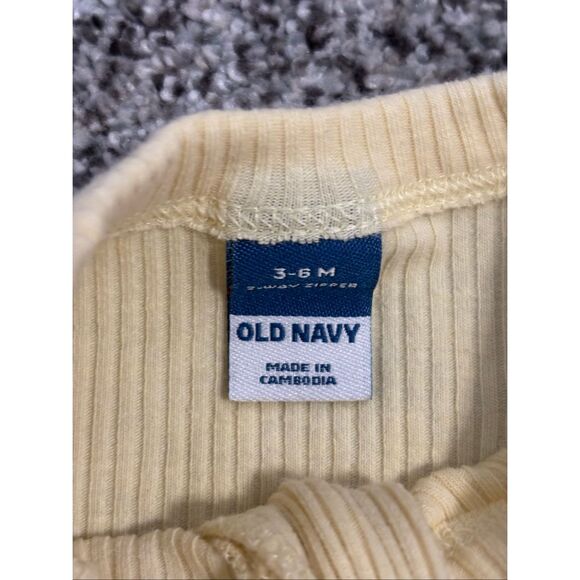 3-6 M
2-WAY ZIPPER
OLD NAVY
MADE IN
CAMBODIA